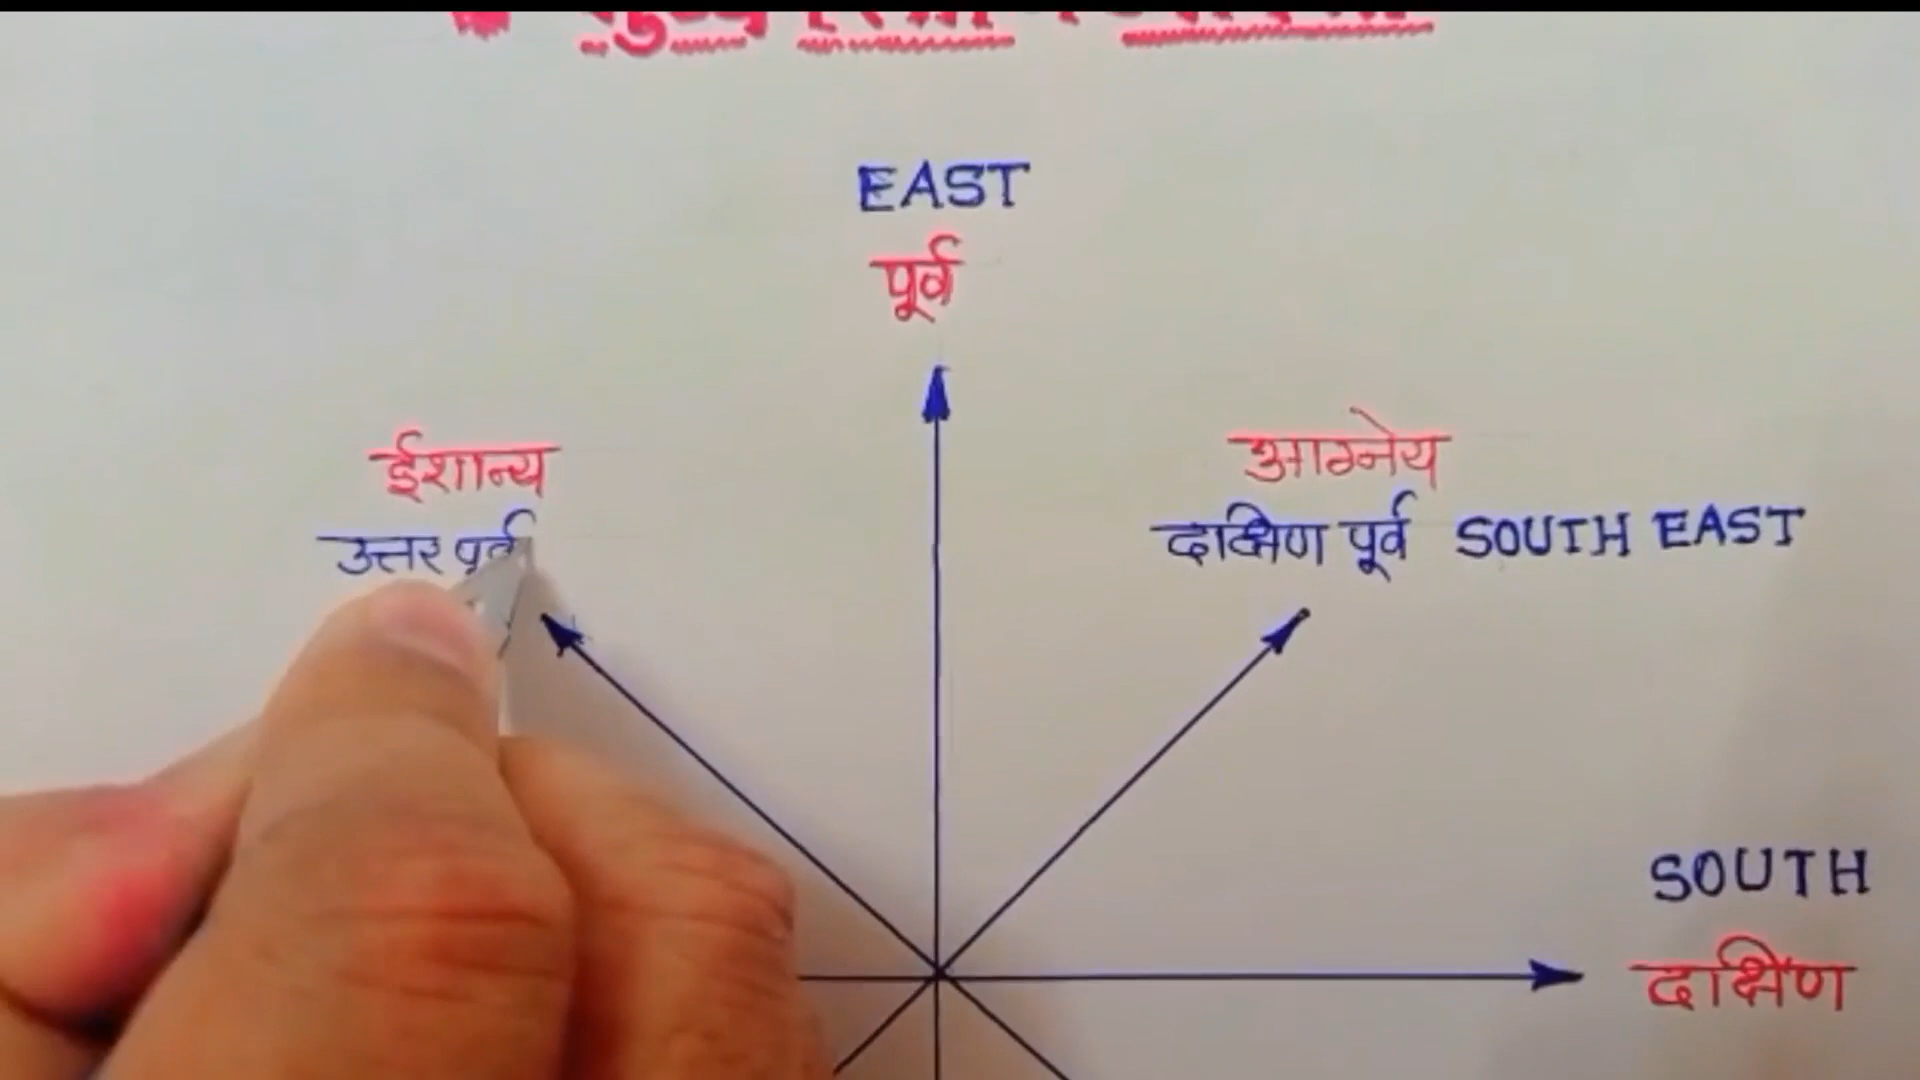 EAST
पूर्व
ईशान्य
उत्तर पूर्व
आग्नेय
दक्षिण पूर्व SOUTH EAST
SOUTH
दक्षिण